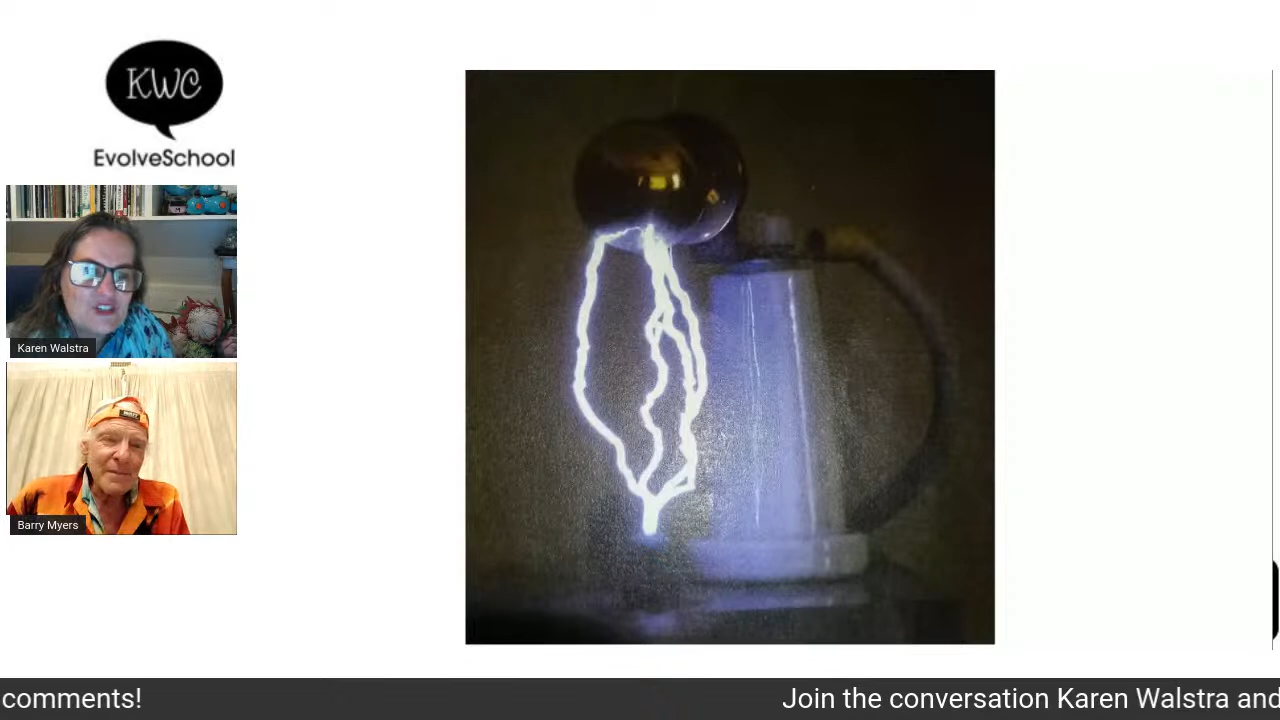 KWC
EvolveSchool
Karen Walstra
Barry Myers
comments!
Join the conversation Karen Walstra and